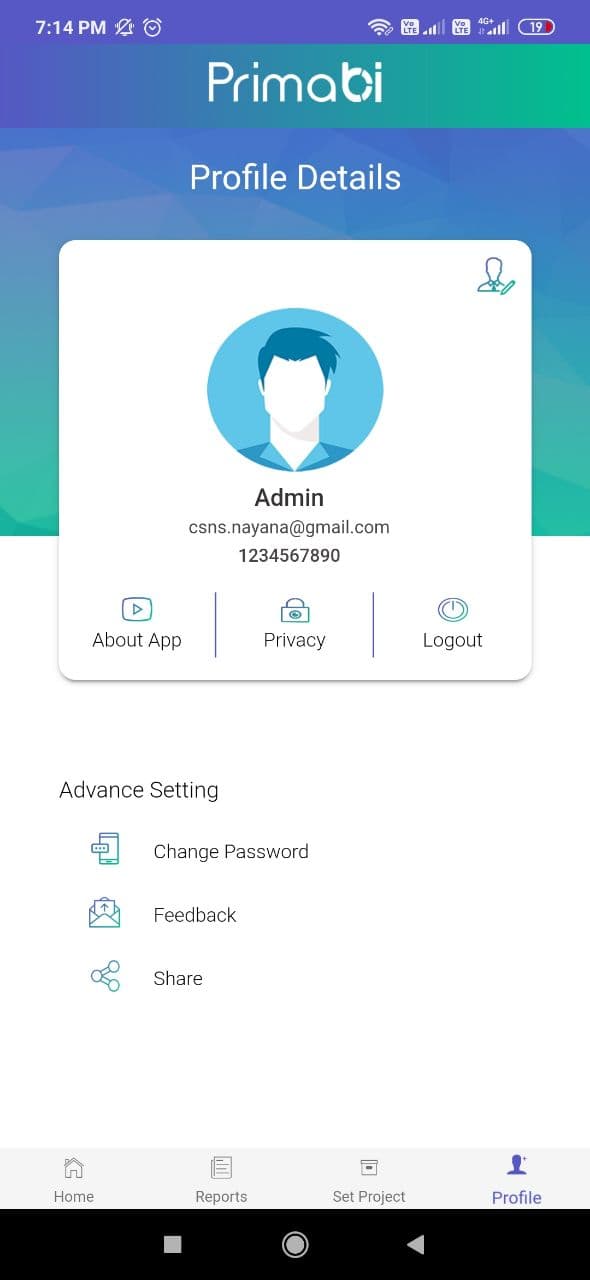 7:14 PM
Vo LTE Vo LTE 4G+ 19
Primabi
Profile Details
Admin
csns.nayana@gmail.com
1234567890
About App Privacy Logout
Advance Setting
Change Password
Feedback
Share
Home Reports Set Project Profile